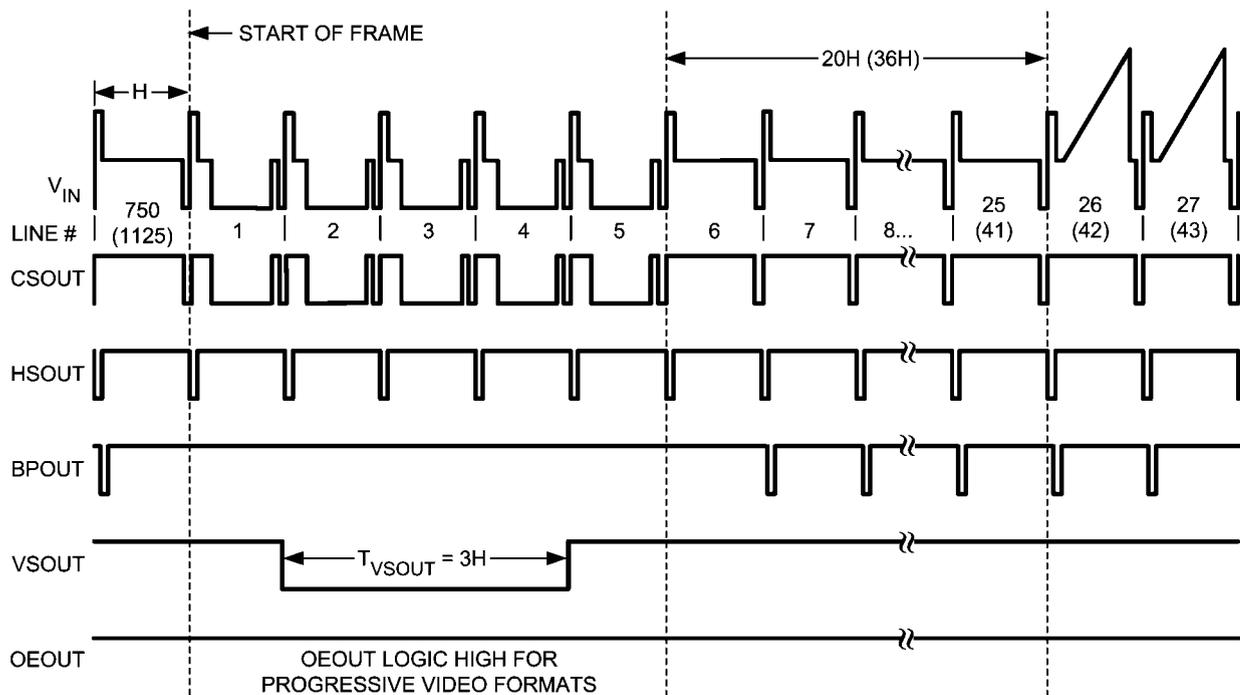 START OF FRAME
20H (36H)
H
V_IN
LINE #
750
(1125)
1
2
3
4
5
6
7
8...
25
(41)
26
(42)
27
(43)
CSOUT
HSOUT
BPOUT
VSOUT
T_VSOUT = 3H
OEOUT
OEOUT LOGIC HIGH FOR
PROGRESSIVE VIDEO FORMATS